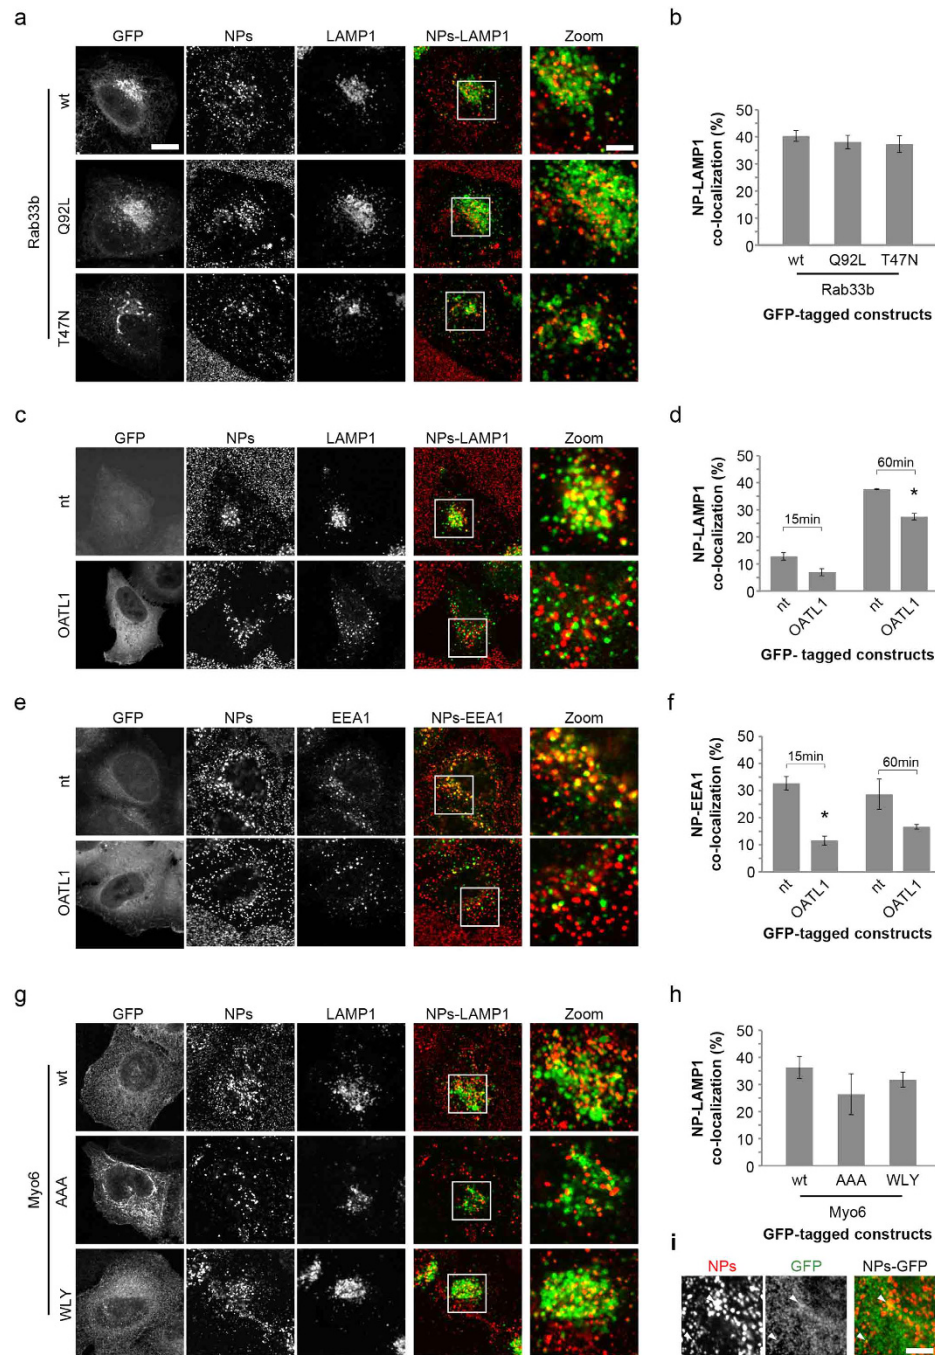 a
GFP NPs LAMP1 NPs-LAMP1 Zoom
Rab33b
wt
Q92L
T47N
b
NP-LAMP1
co-localization (%)
50
40
30
20
10
0
wt Q92L T47N
Rab33b
GFP-tagged constructs
c
GFP NPs LAMP1 NPs-LAMP1 Zoom
nt
OATL1
d
NP-LAMP1
co-localization (%)
50
40
30
20
10
0
15min
60min
*
nt OATL1 nt OATL1
GFP- tagged constructs
e
GFP NPs EEA1 NPs-EEA1 Zoom
nt
OATL1
f
NP-EEA1
co-localization (%)
50
40
30
20
10
0
15min
60min
*
nt OATL1 nt OATL1
GFP-tagged constructs
g
GFP NPs LAMP1 NPs-LAMP1 Zoom
Myo6
wt
AAA
WLY
h
NP-LAMP1
co-localization (%)
50
40
30
20
10
0
wt AAA WLY
Myo6
GFP-tagged constructs
i
NPs GFP NPs-GFP